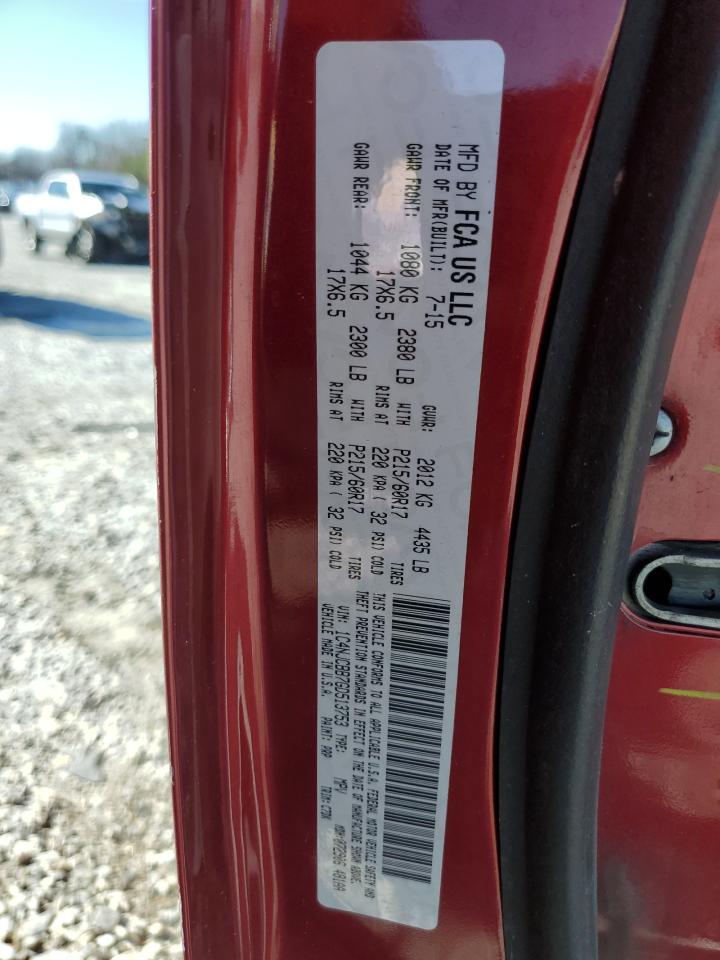 MFD BY FCA US LLC
DATE OF MFR(BUILT): 7-15 GVWR: 2012 KG 4435 LB
GAWR FRONT: 1080 KG 2380 LB WITH P215/60R17 TIRES
17X6.5 RIMS AT 220 KPA ( 32 PSI) COLD
GAWR REAR: 1044 KG 2300 LB WITH P215/60R17 TIRES
17X6.5 RIMS AT 220 KPA ( 32 PSI) COLD
THIS VEHICLE CONFORMS TO ALL APPLICABLE U.S.A. FEDERAL MOTOR VEHICLE SAFETY AND
THEFT PREVENTION STANDARDS IN EFFECT ON THE DATE OF MANUFACTURE SHOWN ABOVE.
VIN: 1C4NJCBB7GD513753 TYPE: MPV
VEHICLE MADE IN U.S.A. PAINT: PRP TRIM: